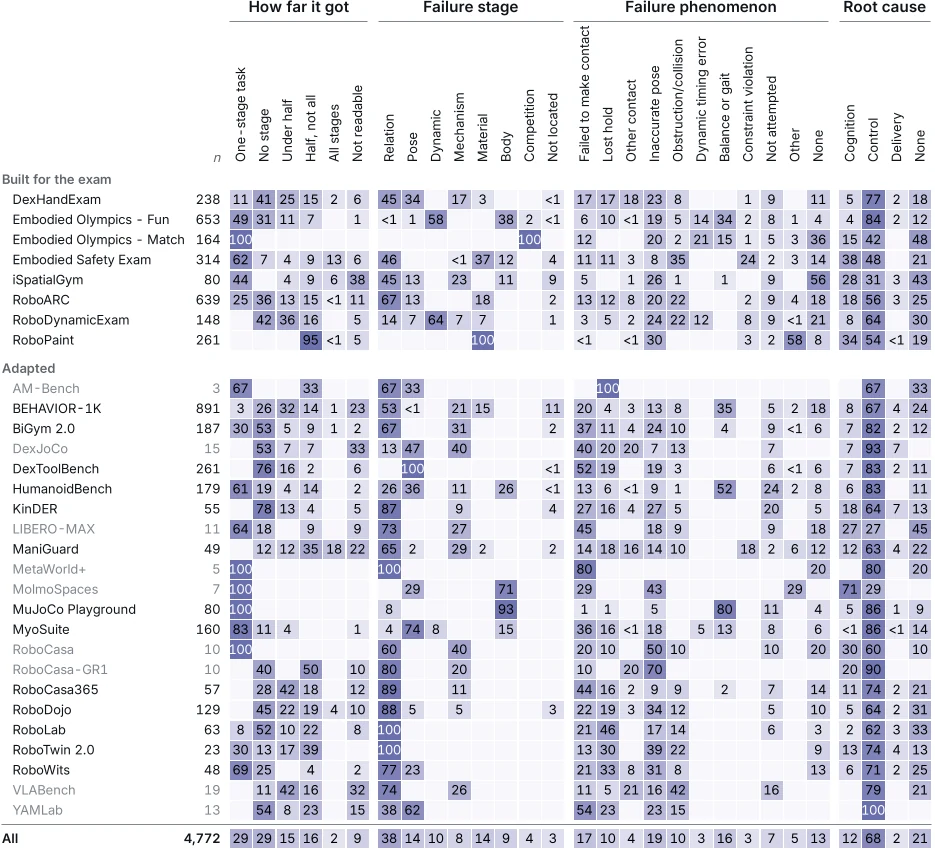 How far it got Failure stage Failure phenomenon Root cause
n One-stage task No stage Under half Half, not all All stages Not readable Relation Pose Dynamic Mechanism Material Body Competition Not located Failed to make contact Lost hold Other contact Inaccurate pose Obstruction/collision Dynamic timing error Balance or gait Constraint violation Not attempted Other None Cognition Control Delivery None
Built for the exam
DexHandExam 238 11 41 25 15 2 6 45 34 17 3 <1 17 17 18 23 8 1 9 11 5 77 2 18
Embodied Olympics - Fun 653 49 31 11 7 1 <1 1 58 38 2 <1 6 10 <1 19 5 14 34 2 8 1 4 4 84 2 12
Embodied Olympics - Match 164 100 100 12 20 2 21 15 1 5 3 36 15 42 48
Embodied Safety Exam 314 62 7 4 9 13 6 46 <1 37 12 4 11 11 3 8 35 24 2 3 14 38 48 21
iSpatialGym 80 44 4 9 6 38 45 13 23 11 9 5 1 26 1 1 9 56 28 31 3 43
RoboARC 639 25 36 13 15 <1 11 67 13 18 2 13 12 8 20 22 2 9 4 18 18 56 3 25
RoboDynamicExam 148 42 36 16 5 14 7 64 7 7 1 3 5 2 24 22 12 8 9 <1 21 8 64 30
RoboPaint 261 95 <1 5 100 <1 <1 30 3 2 58 8 34 54 <1 19
Adapted
AM-Bench 3 67 33 67 33 100 67 33
BEHAVIOR-1K 891 3 26 32 14 1 23 53 <1 21 15 11 20 4 3 13 8 35 5 2 18 8 67 4 24
BiGym 2.0 187 30 53 5 9 1 2 67 31 2 37 11 4 24 10 4 9 <1 6 7 82 2 12
DexJoCo 15 53 7 7 33 13 47 40 40 20 20 7 13 7 7 93 7
DexToolBench 261 76 16 2 6 100 <1 52 19 19 3 6 <1 6 7 83 2 11
HumanoidBench 179 61 19 4 14 2 26 36 11 26 <1 13 6 <1 9 1 52 24 2 8 6 83 11
KinDER 55 78 13 4 5 87 9 4 27 16 4 27 5 20 5 18 64 7 13
LIBERO-MAX 11 64 18 9 9 73 27 45 18 9 9 18 27 27 45
ManiGuard 49 12 12 35 18 22 65 2 29 2 2 14 18 16 14 10 18 2 6 12 12 63 4 22
MetaWorld+ 5 100 100 80 20 80 20
MolmoSpaces 7 100 29 71 29 43 29 71 29
MuJoCo Playground 80 100 8 93 1 1 5 80 11 4 5 86 1 9
MyoSuite 160 83 11 4 1 4 74 8 15 36 16 <1 18 5 13 8 6 <1 86 <1 14
RoboCasa 10 100 60 40 20 10 50 10 10 20 30 60 10
RoboCasa-GR1 10 40 50 10 80 20 10 20 70 20 90
RoboCasa365 57 28 42 18 12 89 11 44 16 2 9 9 2 7 14 11 74 2 21
RoboDojo 129 45 22 19 4 10 88 5 5 3 22 19 3 34 12 5 10 5 64 2 31
RoboLab 63 8 52 10 22 8 100 21 46 17 14 6 3 2 62 3 33
RoboTwin 2.0 23 30 13 17 39 100 13 30 39 22 9 13 74 4 13
RoboWits 48 69 25 4 2 77 23 21 33 8 31 8 13 6 71 2 25
VLABench 19 11 42 16 32 74 26 11 5 21 16 42 16 79 21
YAMLab 13 54 8 23 15 38 62 54 23 23 15 100
All 4,772 29 29 15 16 2 9 38 14 10 8 14 9 4 3 17 10 4 19 10 3 16 3 7 5 13 12 68 2 21